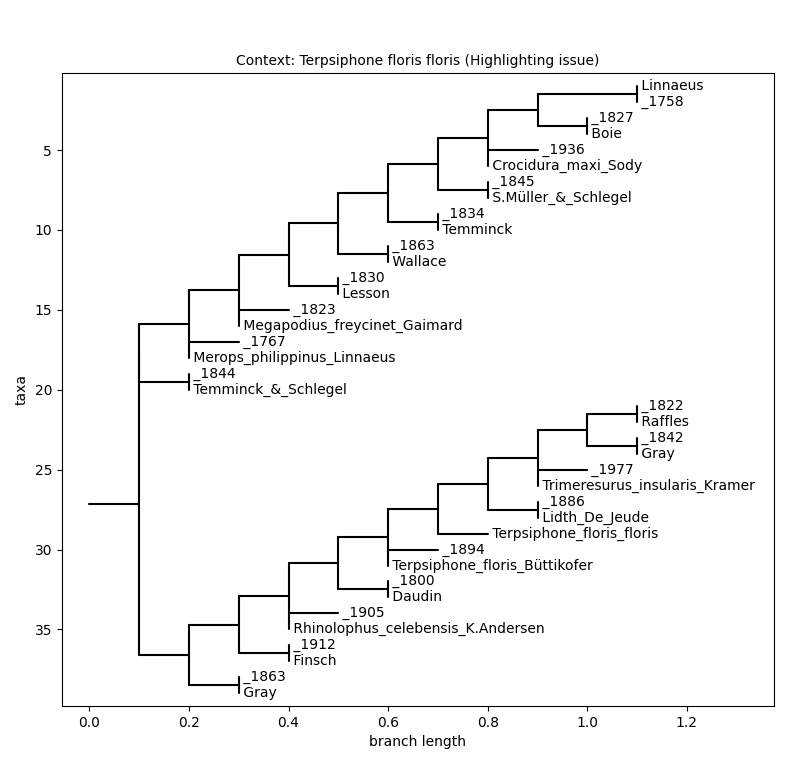 Context: Terpsiphone floris floris (Highlighting issue)
Linnaeus
_1758
_1827
Boie
_1936
Crocidura_maxi_Sody
_1845
S.Müller_&_Schlegel
_1834
Temminck
_1863
Wallace
_1830
Lesson
_1823
Megapodius_freycinet_Gaimard
_1767
Merops_philippinus_Linnaeus
_1844
Temminck_&_Schlegel
_1822
Raffles
_1842
Gray
_1977
Trimeresurus_insularis_Kramer
_1886
Lidth_De_Jeude
Terpsiphone_floris_floris
_1894
Terpsiphone_floris_Büttikofer
_1800
Daudin
_1905
Rhinolophus_celebensis_K.Andersen
_1912
Finsch
_1863
Gray
5
10
15
20
25
30
35
taxa
0.0 0.2 0.4 0.6 0.8 1.0 1.2
branch length